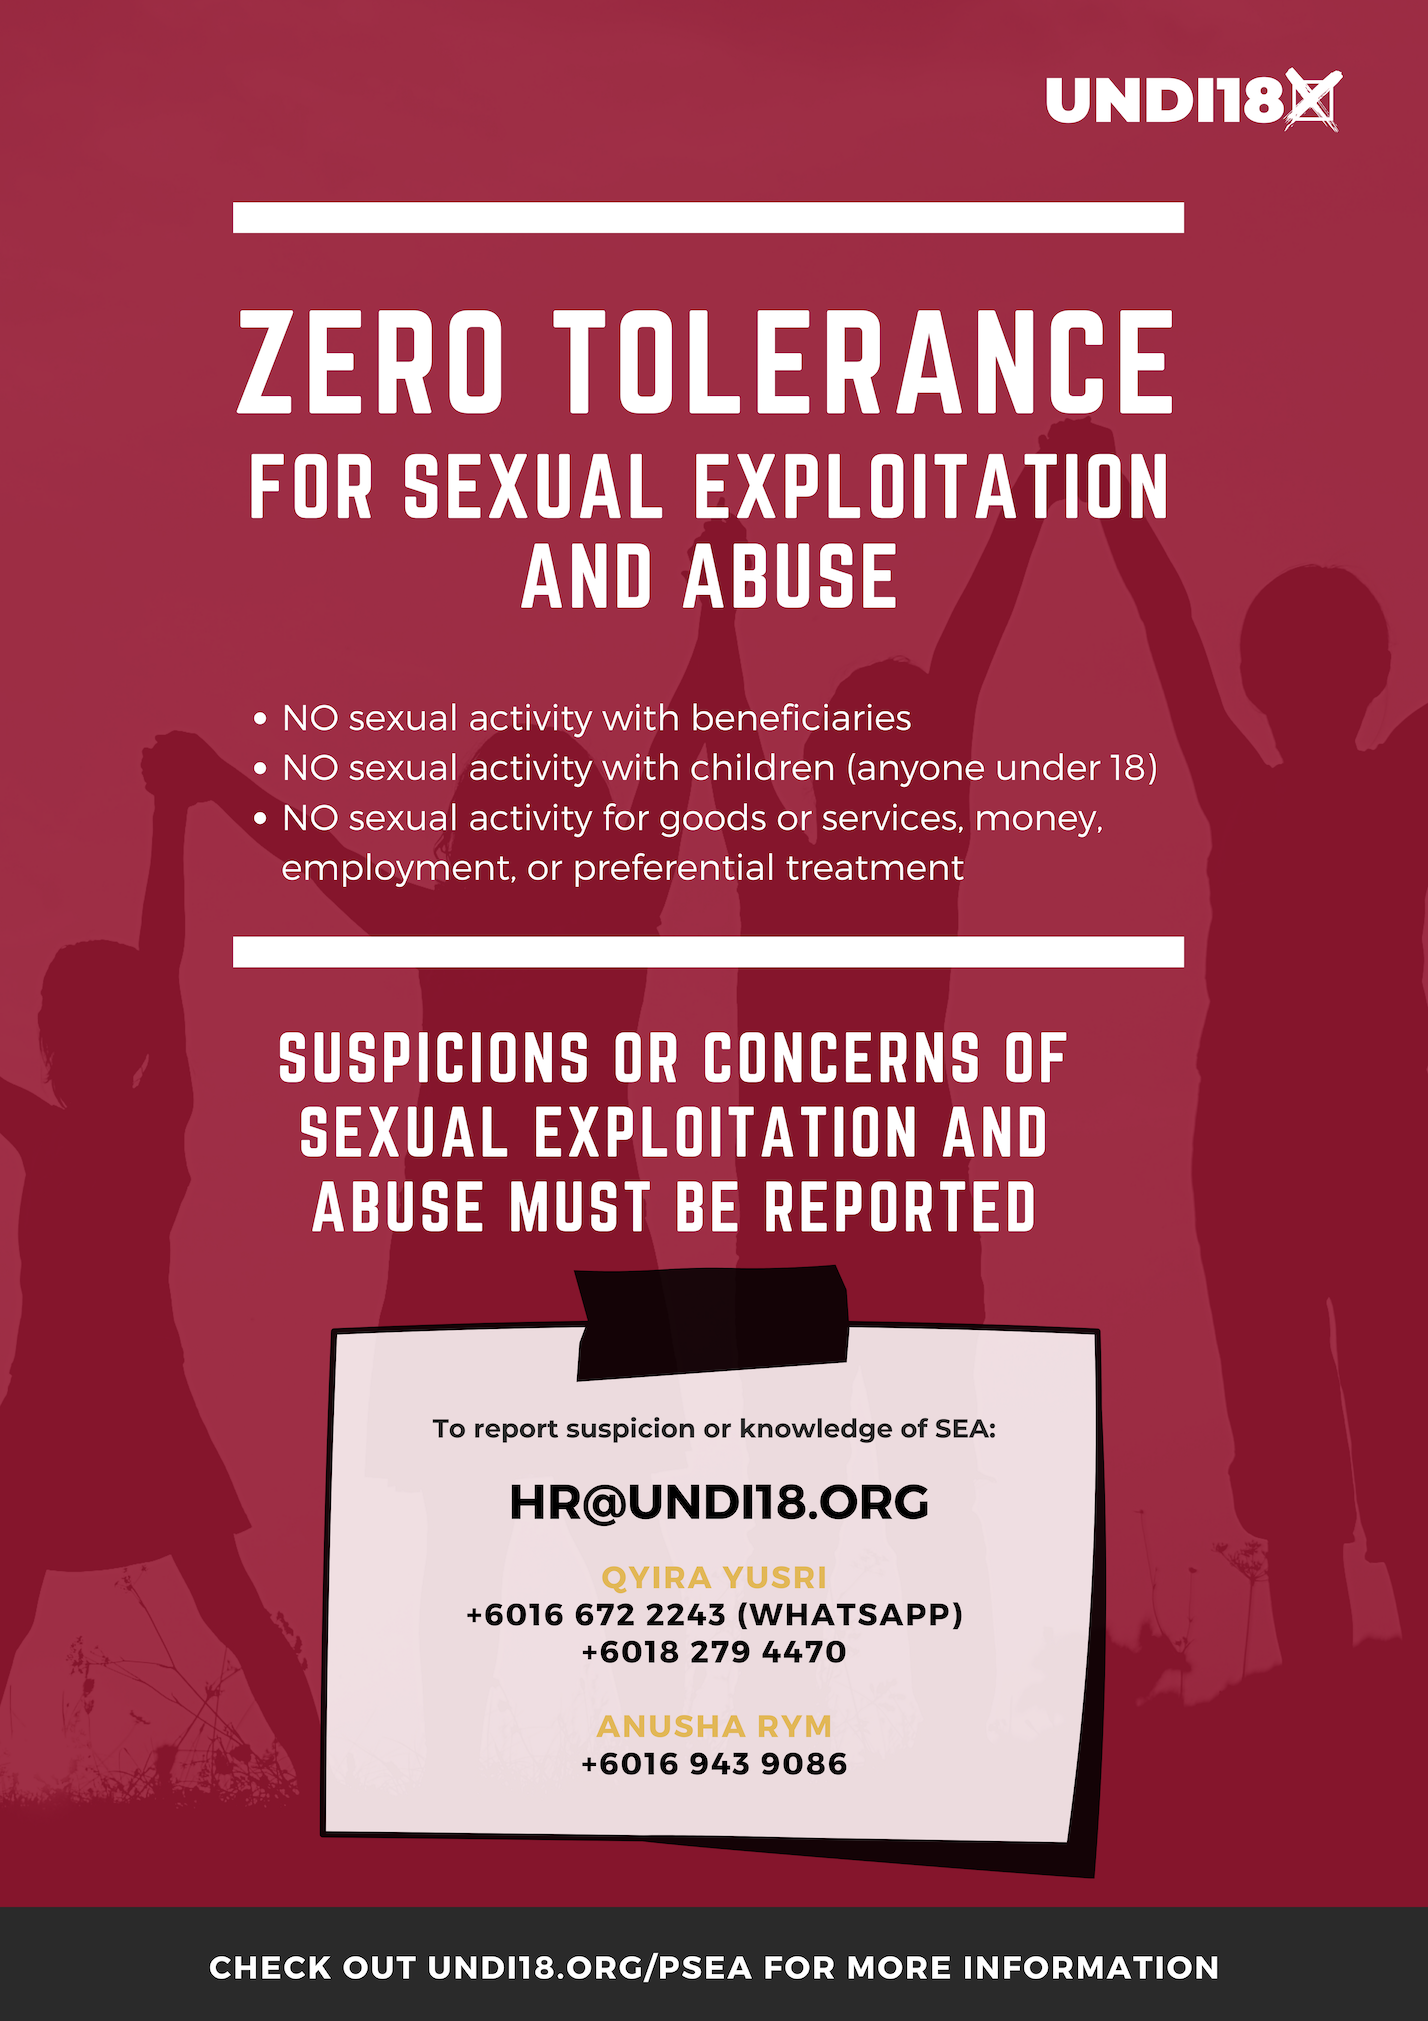 UNDI18
ZERO TOLERANCE
FOR SEXUAL EXPLOITATION
AND ABUSE
• NO sexual activity with beneficiaries
• NO sexual activity with children (anyone under 18)
• NO sexual activity for goods or services, money,
employment, or preferential treatment
SUSPICIONS OR CONCERNS OF
SEXUAL EXPLOITATION AND
ABUSE MUST BE REPORTED
To report suspicion or knowledge of SEA:
HR@UNDI18.ORG
QYIRA YUSRI
+6016 672 2243 (WHATSAPP)
+6018 279 4470
ANUSHA RYM
+6016 943 9086
CHECK OUT UNDI18.ORG/PSEA FOR MORE INFORMATION